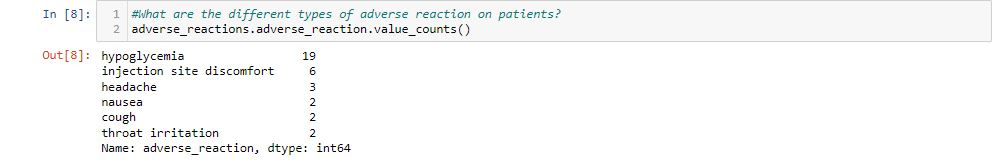 In [8]: 1 #What are the different types of adverse reaction on patients?
2 adverse_reactions.adverse_reaction.value_counts()
Out[8]: hypoglycemia 19
injection site discomfort 6
headache 3
nausea 2
cough 2
throat irritation 2
Name: adverse_reaction, dtype: int64